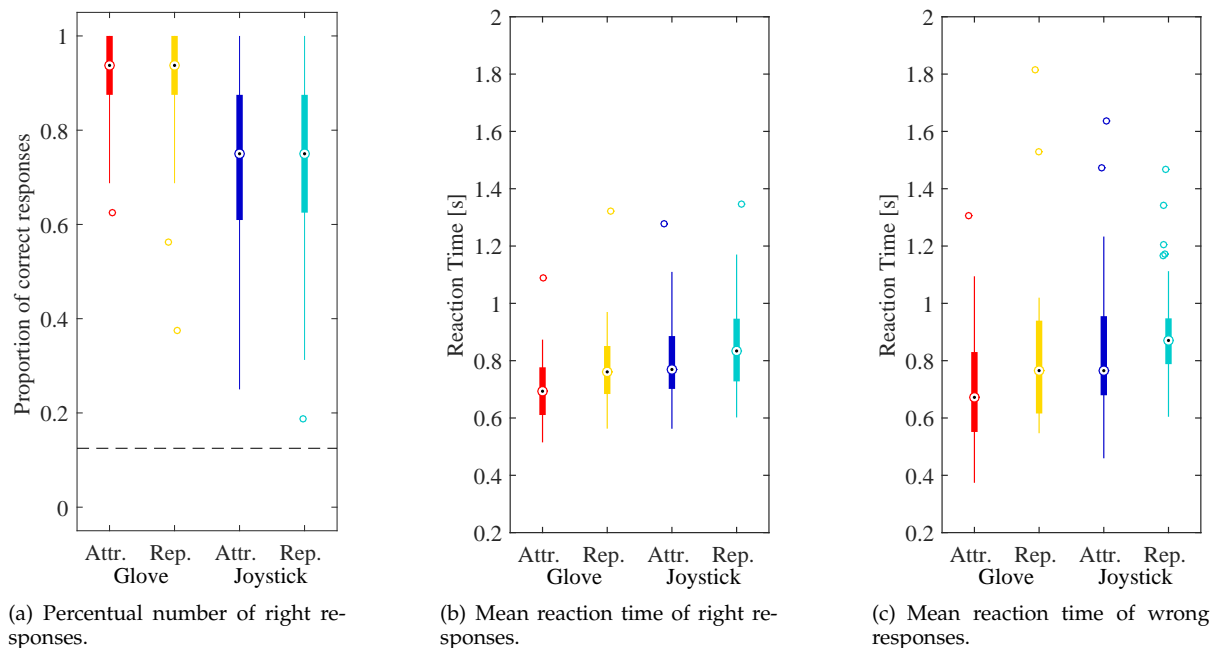 Proportion of correct responses
1
0.8
0.6
0.4
0.2
0
Attr. Rep. Attr. Rep.
Glove Joystick
(a) Percentual number of right re-
sponses.
Reaction Time [s]
2
1.8
1.6
1.4
1.2
1
0.8
0.6
0.4
0.2
Attr. Rep. Attr. Rep.
Glove Joystick
(b) Mean reaction time of right re-
sponses.
Reaction Time [s]
2
1.8
1.6
1.4
1.2
1
0.8
0.6
0.4
0.2
Attr. Rep. Attr. Rep.
Glove Joystick
(c) Mean reaction time of wrong
responses.